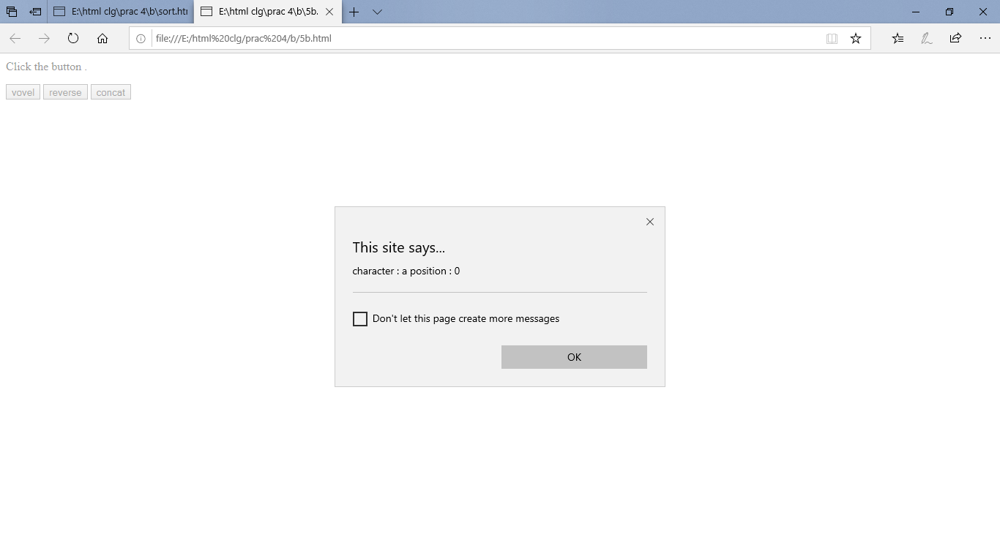 E:\html clg\prac 4\b\sort.htm
E:\html clg\prac 4\b\5b.
file:///E:/html%20clg/prac%204/b/5b.html
Click the button .
vovel reverse concat
This site says...
character : a position : 0
Don't let this page create more messages
OK